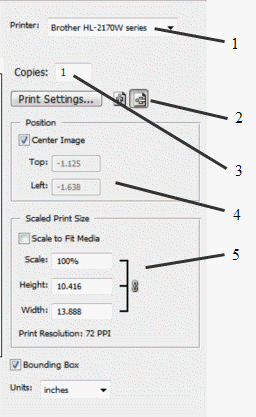 Printer: Brother HL-2170W series
1
Copies: 1
Print Settings...
2
Position
3
Center Image
Top: -1.125
Left: -1.638
4
Scaled Print Size
Scale to Fit Media
5
Scale: 100%
Height: 10.416
Width: 13.888
Print Resolution: 72 PPI
Bounding Box
Units: inches